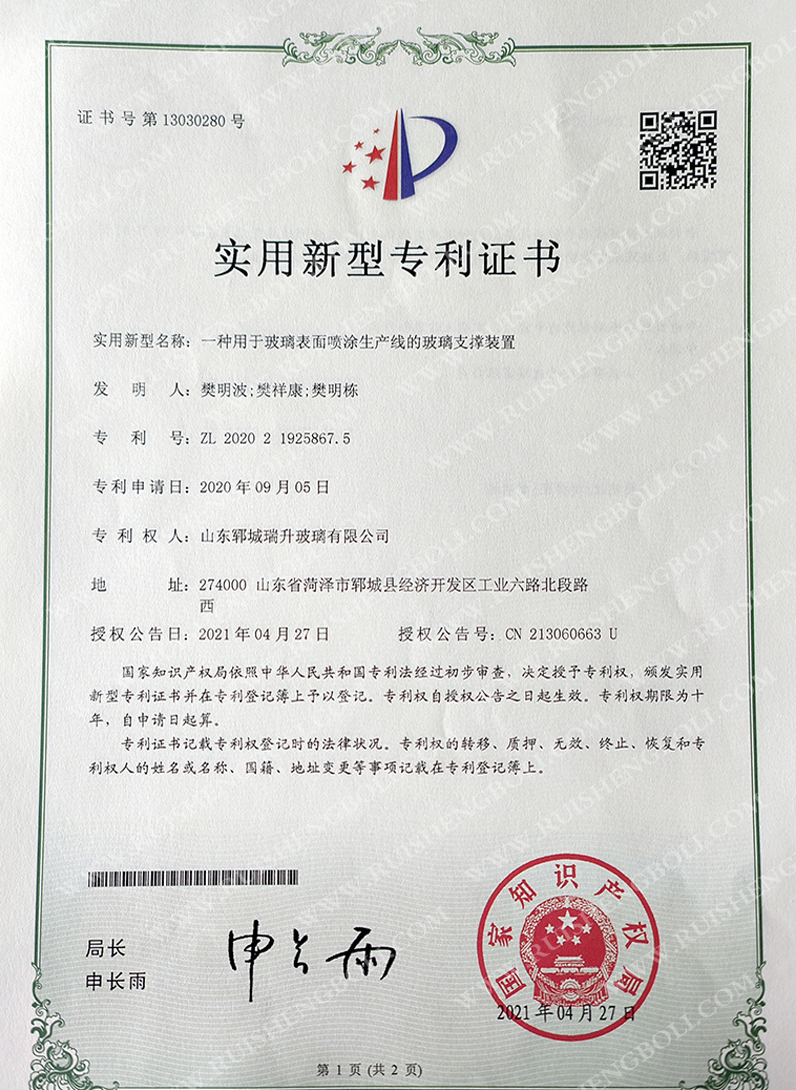 证书号第13030280号
实用新型专利证书
实用新型名称：一种用于玻璃表面喷涂生产线的玻璃支撑装置
发明人：樊明波;樊祥康;樊明栋
专利号：ZL 2020 2 1925867.5
专利申请日：2020年09月05日
专利权人：山东郓城瑞升玻璃有限公司
地址：274000 山东省菏泽市郓城县经济开发区工业六路北段路
西
授权公告日：2021年04月27日 授权公告号：CN 213060663 U
国家知识产权局依照中华人民共和国专利法经过初步审查，决定授予专利权，颁发实用
新型专利证书并在专利登记簿上予以登记。专利权自授权公告之日起生效。专利权期限为十
年，自申请日起算。
专利证书记载专利权登记时的法律状况。专利权的转移、质押、无效、终止、恢复和专
利权人的姓名或名称、国籍、地址变更等事项记载在专利登记簿上。
局长
申长雨
申长雨
国家知识产权局
2021年04月27日
第 1 页 (共 2 页)
WWW.RUISHENGBOLI.COM